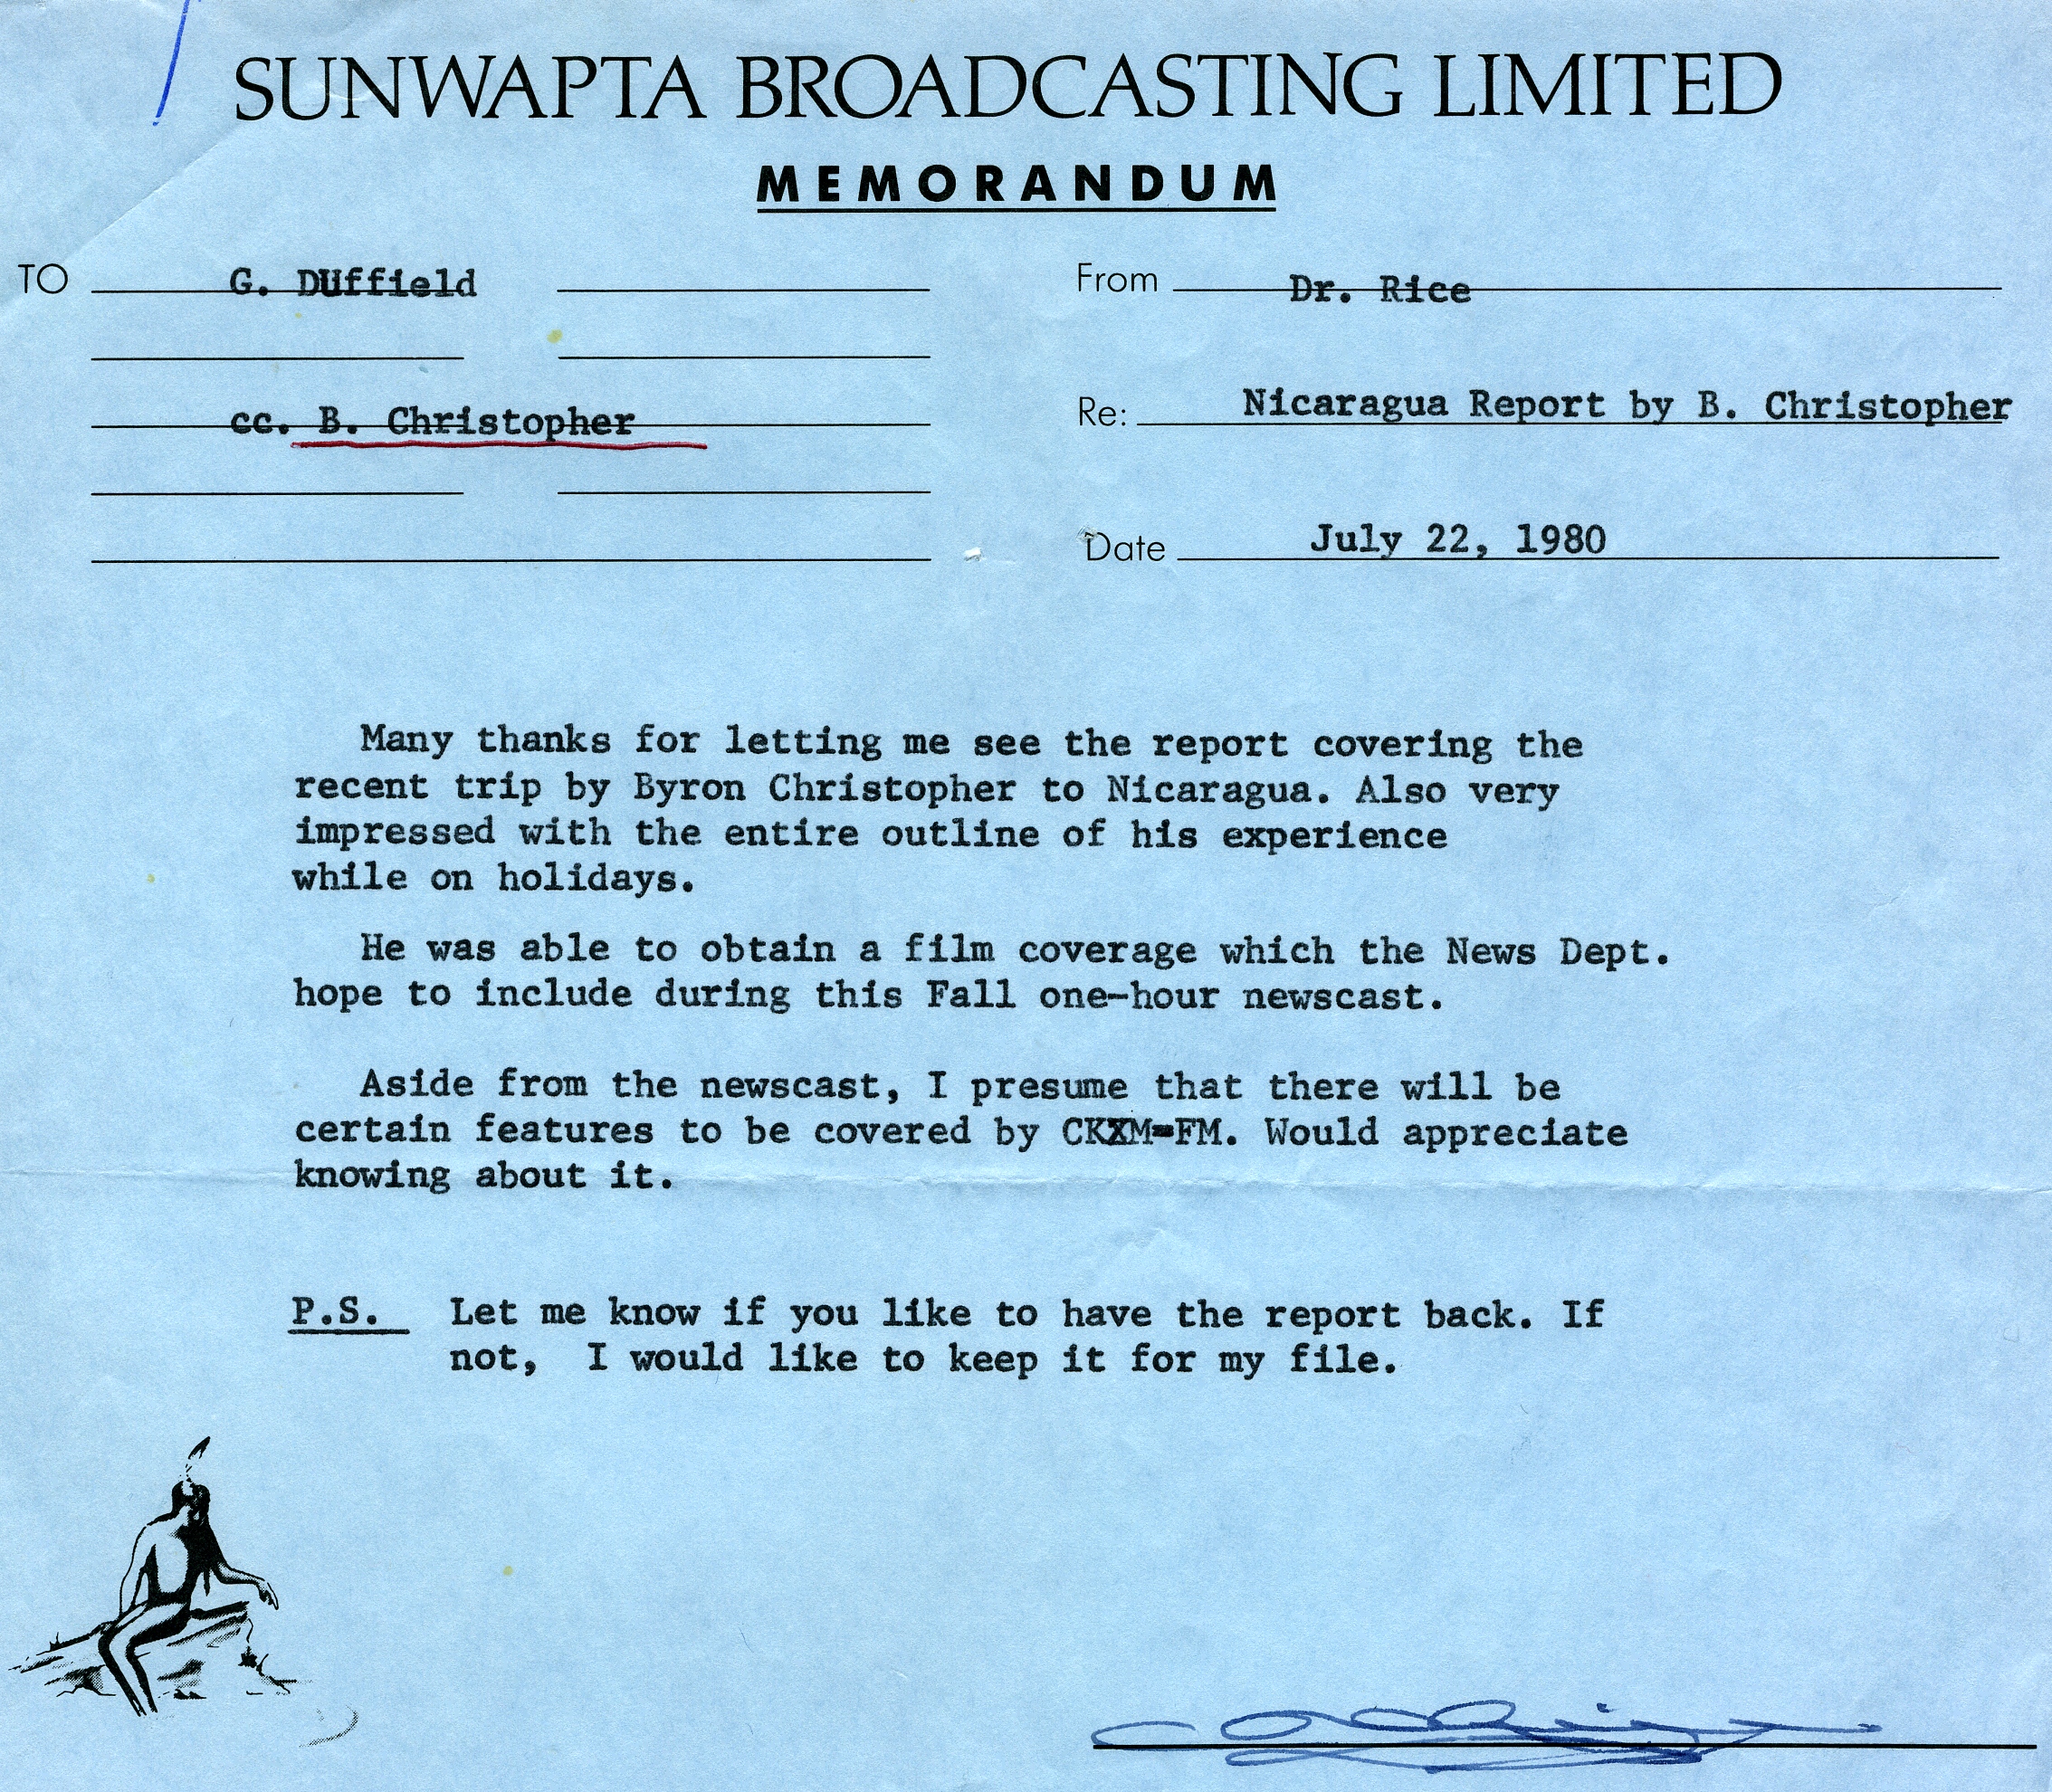 SUNWAPTA BROADCASTING LIMITED
MEMORANDUM
TO G. DUffield
From Dr. Rice
cc. B. Christopher
Re: Nicaragua Report by B. Christopher
Date July 22, 1980
Many thanks for letting me see the report covering the
recent trip by Byron Christopher to Nicaragua. Also very
impressed with the entire outline of his experience
while on holidays.
He was able to obtain a film coverage which the News Dept.
hope to include during this Fall one-hour newscast.
Aside from the newscast, I presume that there will be
certain features to be covered by CKXM-FM. Would appreciate
knowing about it.
P.S. Let me know if you like to have the report back. If
not, I would like to keep it for my file.